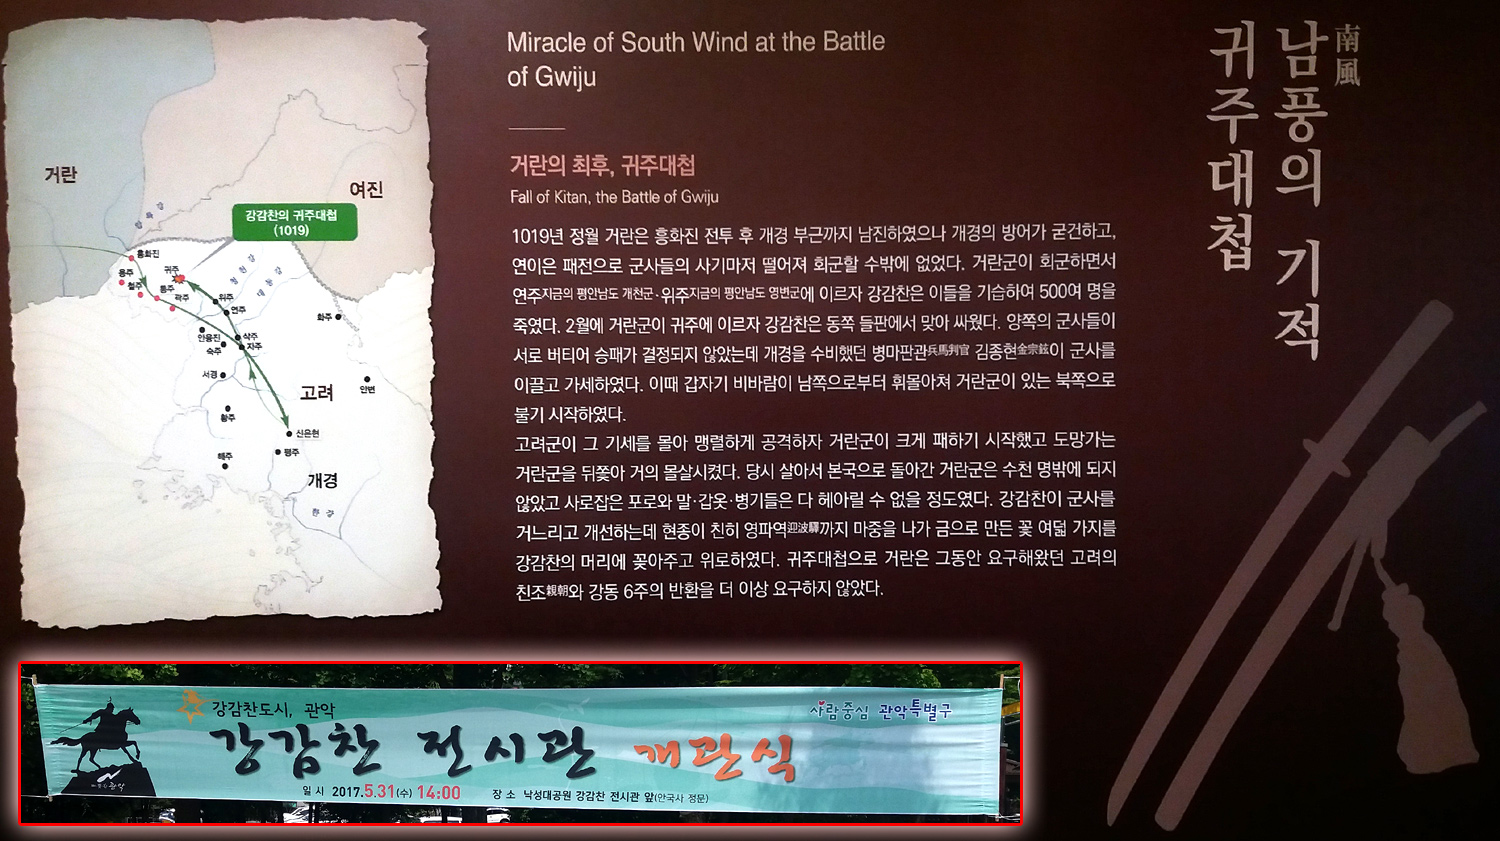 Miracle of South Wind at the Battle
of Gwiju
거란의 최후, 귀주대첩
Fall of Kitan, the Battle of Gwiju
1019년 정월 거란은 흥화진 전투 후 개경 부근까지 남진하였으나 개경의 방어가 굳건하고,
연이은 패전으로 군사들의 사기마저 떨어져 회군할 수밖에 없었다. 거란군이 회군하면서
연주지금의 평안남도 개천군·위주지금의 평안남도 영변군에 이르자 강감찬은 이들을 기습하여 500여 명을
죽였다. 2월에 거란군이 귀주에 이르자 강감찬은 동쪽 들판에서 맞아 싸웠다. 양쪽의 군사들이
서로 버티어 승패가 결정되지 않았는데 개경을 수비했던 병마판관兵馬判官 김종현金宗鉉이 군사를
이끌고 가세하였다. 이때 갑자기 비바람이 남쪽으로부터 휘몰아쳐 거란군이 있는 북쪽으로
불기 시작하였다.
고려군이 그 기세를 몰아 맹렬하게 공격하자 거란군이 크게 패하기 시작했고 도망가는
거란군을 뒤쫓아 거의 몰살시켰다. 당시 살아서 본국으로 돌아간 거란군은 수천 명밖에 되지
않았고 사로잡은 포로와 말·갑옷·병기들은 다 헤아릴 수 없을 정도였다. 강감찬이 군사를
거느리고 개선하는데 현종이 친히 영파역迎波驛까지 마중을 나가 금으로 만든 꽃 여덟 가지를
강감찬의 머리에 꽂아주고 위로하였다. 귀주대첩으로 거란은 그동안 요구해왔던 고려의
친조親朝와 강동 6주의 반환을 더 이상 요구하지 않았다.
南風
남풍의 기적
귀주대첩
거란
여진
강감찬의 귀주대첩
(1019)
흥화진
귀주
용주
철주
통주
곽주
위주
연주
화주
안융진
삭주
숙주
자주
서경
고려
안변
황주
신은현
평주
해주
개경
강감찬도시, 관악
사람중심 관악특별구
강감찬 전시관 개관식
관악
일 시 2017.5.31(수) 14:00 장 소 낙성대공원 강감찬 전시관 앞(안국사 정문)